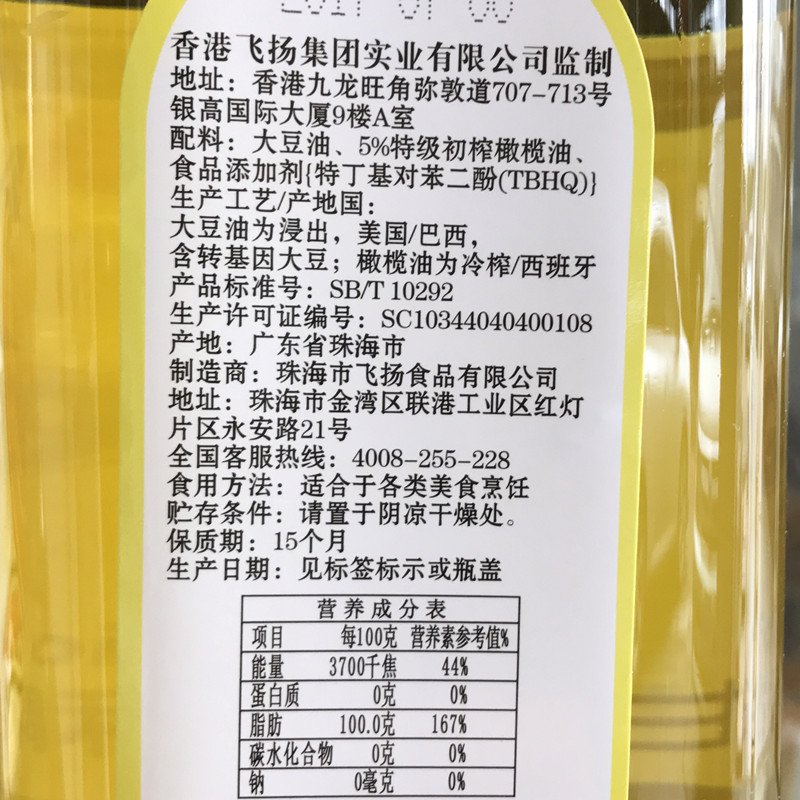 香港飞扬集团实业有限公司监制
地址：香港九龙旺角弥敦道707-713号
银高国际大厦9楼A室
配料：大豆油、5%特级初榨橄榄油、
食品添加剂{特丁基对苯二酚(TBHQ)}
生产工艺/产地国：
大豆油为浸出，美国/巴西，
含转基因大豆；橄榄油为冷榨/西班牙
产品标准号：SB/T 10292
生产许可证编号：SC10344040400108
产地：广东省珠海市
制造商：珠海市飞扬食品有限公司
地址：珠海市金湾区联港工业区红灯
片区永安路21号
全国客服热线：4008-255-228
食用方法：适合于各类美食烹饪
贮存条件：请置于阴凉干燥处。
保质期：15个月
生产日期：见标签标示或瓶盖
营养成分表
项目 每100克 营养素参考值%
能量 3700千焦 44%
蛋白质 0克 0%
脂肪 100.0克 167%
碳水化合物 0克 0%
钠 0毫克 0%